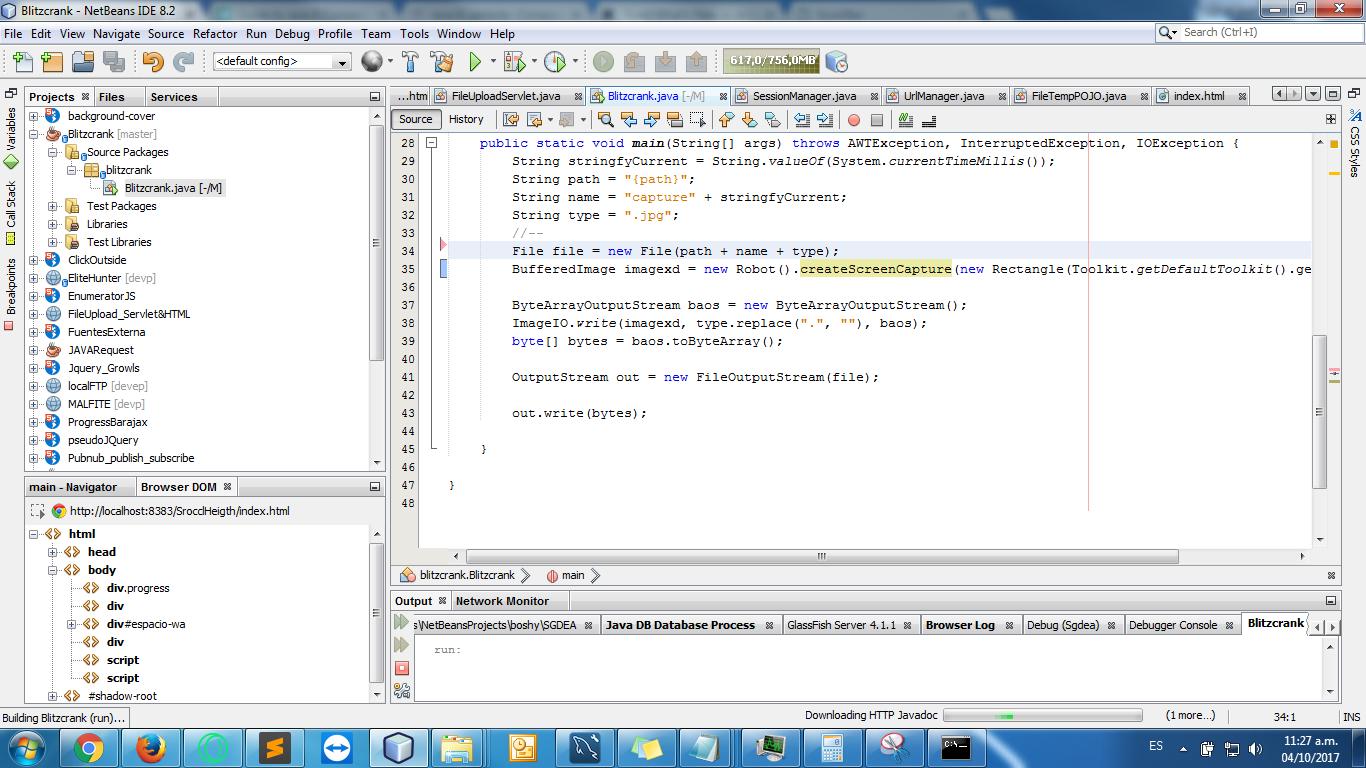 Blitzcrank - NetBeans IDE 8.2
File Edit View Navigate Source Refactor Run Debug Profile Team Tools Window Help
Search (Ctrl+I)
<default config>
617,0/756,0MB
Projects Files Services
...htm FileUploadServlet.java Blitzcrank.java [-/M] SessionManager.java UrlManager.java FileTempPOJO.java index.html
Source History
Variables
Call Stack
Breakpoints
CSS Styles
background-cover
Blitzcrank [master]
Source Packages
blitzcrank
Blitzcrank.java [-/M]
Test Packages
Libraries
Test Libraries
ClickOutside
EliteHunter [devp]
EnumeratorJS
FileUpload_Servlet&HTML
FuentesExterna
JAVARequest
Jquery_Growls
localFTP [devep]
MALFITE [devp]
ProgressBarajax
pseudoJQuery
Pubnub_publish_subscribe
28 public static void main(String[] args) throws AWTException, InterruptedException, IOException {
29 String stringfyCurrent = String.valueOf(System.currentTimeMillis());
30 String path = "{path}";
31 String name = "capture" + stringfyCurrent;
32 String type = ".jpg";
33 //--
34 File file = new File(path + name + type);
35 BufferedImage imagexd = new Robot().createScreenCapture(new Rectangle(Toolkit.getDefaultToolkit().ge
36
37 ByteArrayOutputStream baos = new ByteArrayOutputStream();
38 ImageIO.write(imagexd, type.replace(".", ""), baos);
39 byte[] bytes = baos.toByteArray();
40
41 OutputStream out = new FileOutputStream(file);
42
43 out.write(bytes);
44
45 }
46
47 }
48
blitzcrank.Blitzcrank main
main - Navigator Browser DOM
http://localhost:8383/SrocclHeigth/index.html
html
head
body
div.progress
div
div#espacio-wa
div
script
script
#shadow-root
Output Network Monitor
s\NetBeansProjects\boshy\SGDEA Java DB Database Process GlassFish Server 4.1.1 Browser Log Debug (Sgdea) Debugger Console Blitzcrank
run:
Building Blitzcrank (run)...
Downloading HTTP Javadoc (1 more...) 34:1 INS
ES
11:27 a.m.
04/10/2017